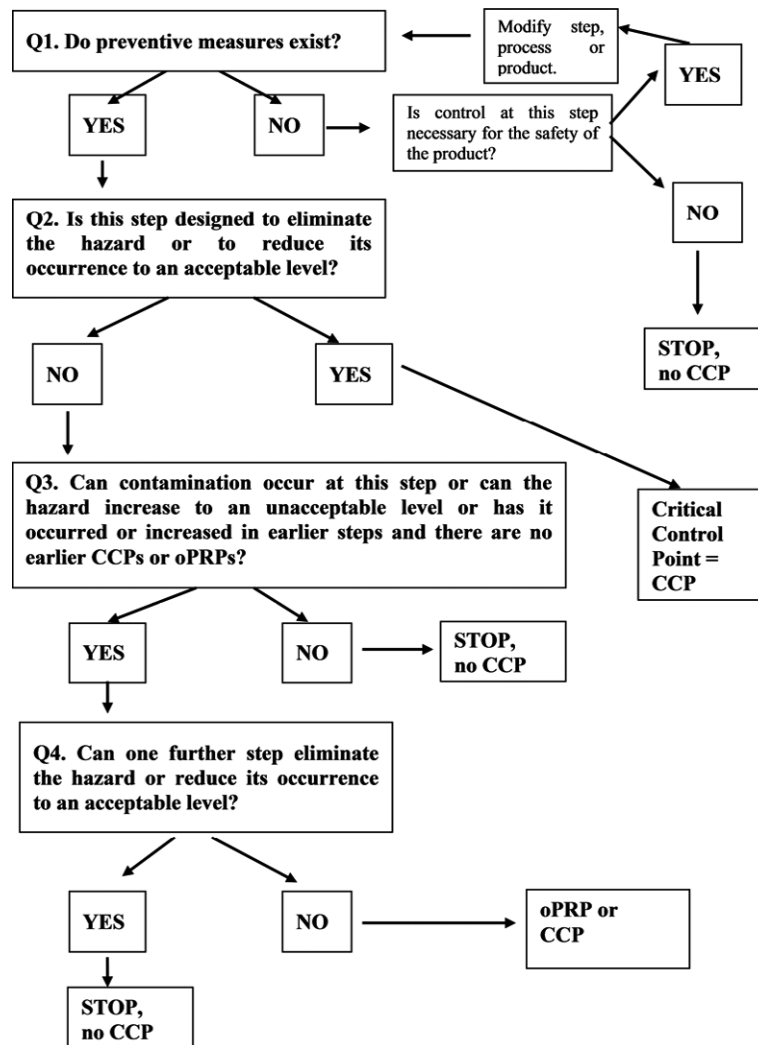 Q1. Do preventive measures exist?
Modify step,
process or
product.
YES
YES
NO
Is control at this step
necessary for the safety of
the product?
NO
STOP,
no CCP
Q2. Is this step designed to eliminate
the hazard or to reduce its
occurrence to an acceptable level?
NO
YES
Critical
Control
Point =
CCP
Q3. Can contamination occur at this step or can the
hazard increase to an unacceptable level or has it
occurred or increased in earlier steps and there are no
earlier CCPs or oPRPs?
YES
NO
STOP,
no CCP
Q4. Can one further step eliminate
the hazard or reduce its occurrence
to an acceptable level?
YES
NO
oPRP or
CCP
STOP,
no CCP